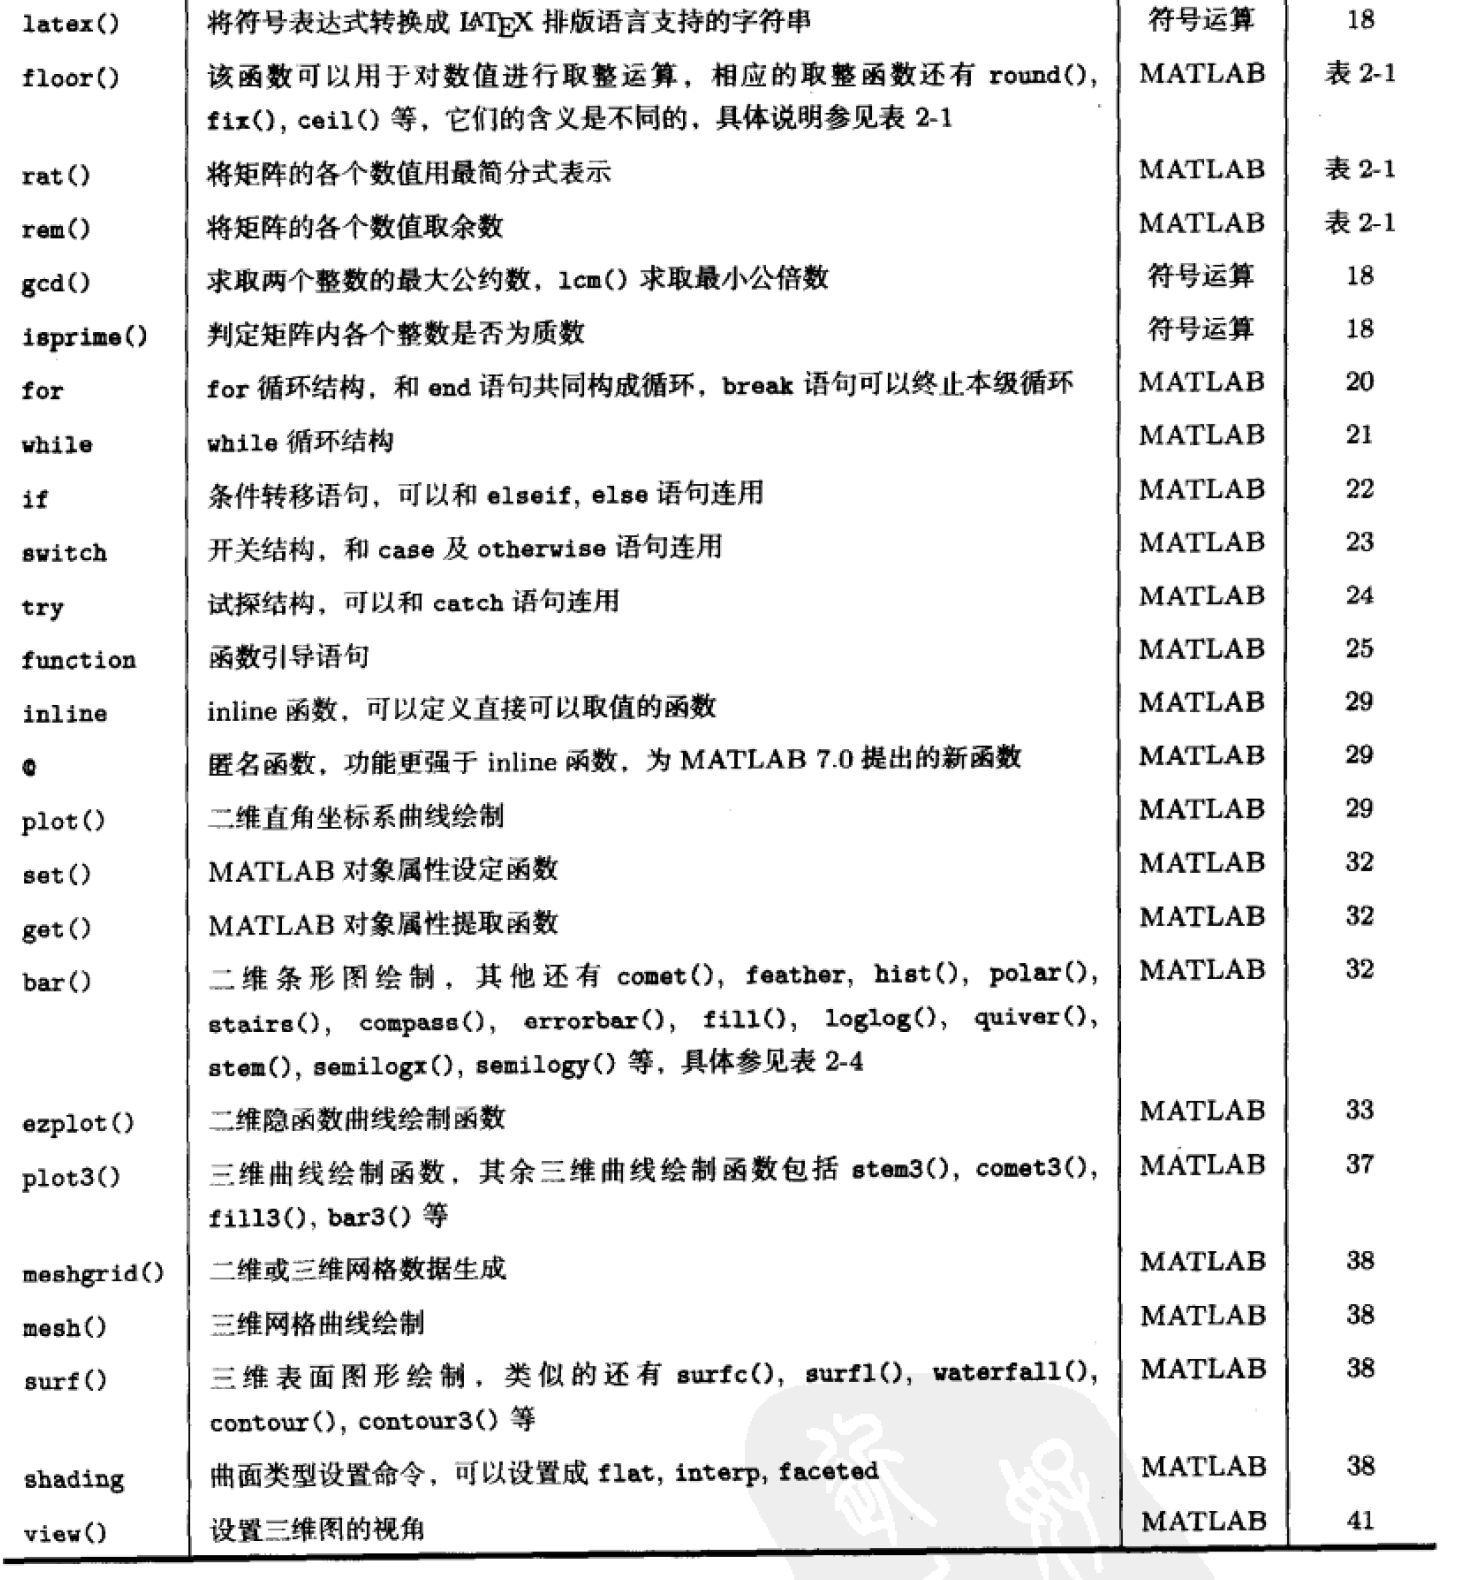 latex() 将符号表达式转换成 LATEX 排版语言支持的字符串 符号运算 18
floor() 该函数可以用于对数值进行取整运算，相应的取整函数还有 round(), MATLAB 表 2-1
fix(), ceil() 等，它们的含义是不同的，具体说明参见表 2-1
rat() 将矩阵的各个数值用最简分式表示 MATLAB 表 2-1
rem() 将矩阵的各个数值取余数 MATLAB 表 2-1
gcd() 求取两个整数的最大公约数，lcm() 求取最小公倍数 符号运算 18
isprime() 判定矩阵内各个整数是否为质数 符号运算 18
for for 循环结构，和 end 语句共同构成循环，break 语句可以终止本级循环 MATLAB 20
while while 循环结构 MATLAB 21
if 条件转移语句，可以和 elseif, else 语句连用 MATLAB 22
switch 开关结构，和 case 及 otherwise 语句连用 MATLAB 23
try 试探结构，可以和 catch 语句连用 MATLAB 24
function 函数引导语句 MATLAB 25
inline inline 函数，可以定义直接可以取值的函数 MATLAB 29
@ 匿名函数，功能更强于 inline 函数，为 MATLAB 7.0 提出的新函数 MATLAB 29
plot() 二维直角坐标系曲线绘制 MATLAB 29
set() MATLAB 对象属性设定函数 MATLAB 32
get() MATLAB 对象属性提取函数 MATLAB 32
bar() 二维条形图绘制，其他还有 comet(), feather, hist(), polar(), MATLAB 32
stairs(), compass(), errorbar(), fill(), loglog(), quiver(),
stem(), semilogx(), semilogy() 等，具体参见表 2-4
ezplot() 二维隐函数曲线绘制函数 MATLAB 33
plot3() 三维曲线绘制函数，其余三维曲线绘制函数包括 stem3(), comet3(), MATLAB 37
fill3(), bar3() 等
meshgrid() 二维或三维网格数据生成 MATLAB 38
mesh() 三维网格曲线绘制 MATLAB 38
surf() 三维表面图形绘制，类似的还有 surfc(), surfl(), waterfall(), MATLAB 38
contour(), contour3() 等
shading 曲面类型设置命令，可以设置成 flat, interp, faceted MATLAB 38
view() 设置三维图的视角 MATLAB 41